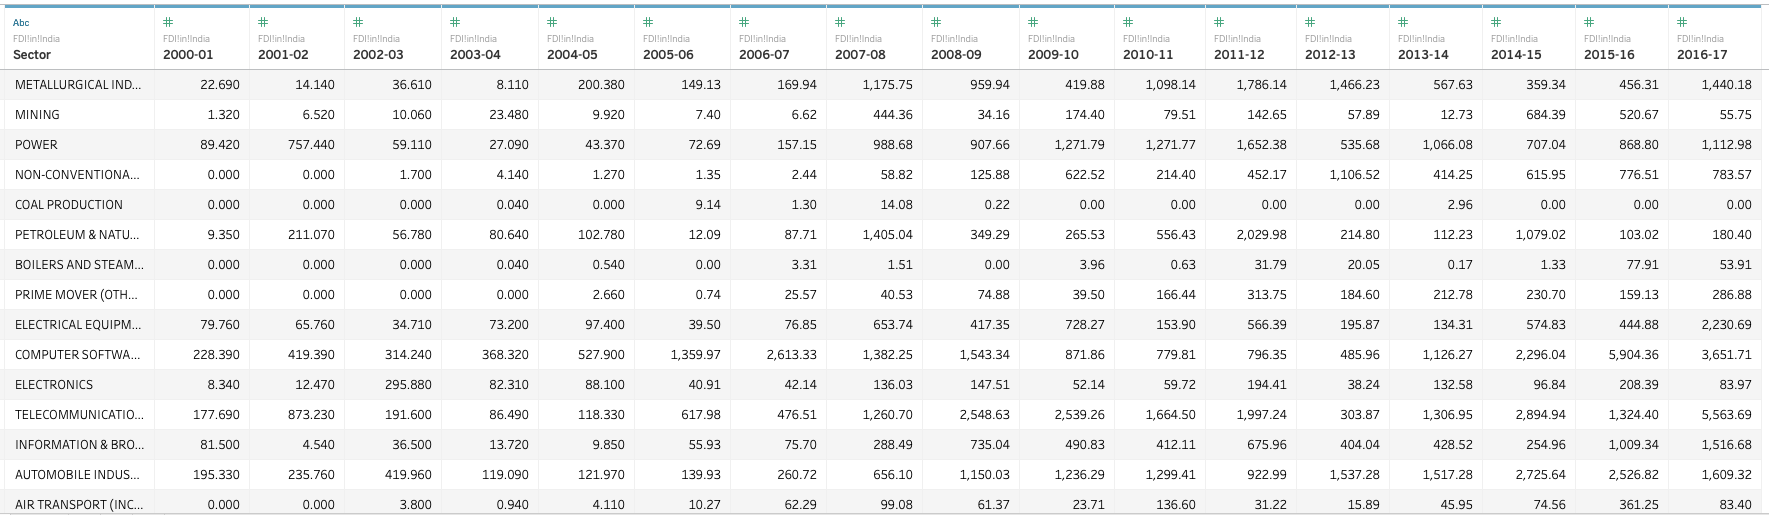 Abc # # # # # # # # # # # # # # # # #
FDI!in!India FDI!in!India FDI!in!India FDI!in!India FDI!in!India FDI!in!India FDI!in!India FDI!in!India FDI!in!India FDI!in!India FDI!in!India FDI!in!India FDI!in!India FDI!in!India FDI!in!India FDI!in!India FDI!in!India FDI!in!India
Sector 2000-01 2001-02 2002-03 2003-04 2004-05 2005-06 2006-07 2007-08 2008-09 2009-10 2010-11 2011-12 2012-13 2013-14 2014-15 2015-16 2016-17
METALLURGICAL IND... 22.690 14.140 36.610 8.110 200.380 149.13 169.94 1,175.75 959.94 419.88 1,098.14 1,786.14 1,466.23 567.63 359.34 456.31 1,440.18
MINING 1.320 6.520 10.060 23.480 9.920 7.40 6.62 444.36 34.16 174.40 79.51 142.65 57.89 12.73 684.39 520.67 55.75
POWER 89.420 757.440 59.110 27.090 43.370 72.69 157.15 988.68 907.66 1,271.79 1,271.77 1,652.38 535.68 1,066.08 707.04 868.80 1,112.98
NON-CONVENTIONA... 0.000 0.000 1.700 4.140 1.270 1.35 2.44 58.82 125.88 622.52 214.40 452.17 1,106.52 414.25 615.95 776.51 783.57
COAL PRODUCTION 0.000 0.000 0.000 0.040 0.000 9.14 1.30 14.08 0.22 0.00 0.00 0.00 0.00 2.96 0.00 0.00 0.00
PETROLEUM & NATU... 9.350 211.070 56.780 80.640 102.780 12.09 87.71 1,405.04 349.29 265.53 556.43 2,029.98 214.80 112.23 1,079.02 103.02 180.40
BOILERS AND STEAM... 0.000 0.000 0.000 0.040 0.540 0.00 3.31 1.51 0.00 3.96 0.63 31.79 20.05 0.17 1.33 77.91 53.91
PRIME MOVER (OTH... 0.000 0.000 0.000 0.000 2.660 0.74 25.57 40.53 74.88 39.50 166.44 313.75 184.60 212.78 230.70 159.13 286.88
ELECTRICAL EQUIPM... 79.760 65.760 34.710 73.200 97.400 39.50 76.85 653.74 417.35 728.27 153.90 566.39 195.87 134.31 574.83 444.88 2,230.69
COMPUTER SOFTWA... 228.390 419.390 314.240 368.320 527.900 1,359.97 2,613.33 1,382.25 1,543.34 871.86 779.81 796.35 485.96 1,126.27 2,296.04 5,904.36 3,651.71
ELECTRONICS 8.340 12.470 295.880 82.310 88.100 40.91 42.14 136.03 147.51 52.14 59.72 194.41 38.24 132.58 96.84 208.39 83.97
TELECOMMUNICATIO... 177.690 873.230 191.600 86.490 118.330 617.98 476.51 1,260.70 2,548.63 2,539.26 1,664.50 1,997.24 303.87 1,306.95 2,894.94 1,324.40 5,563.69
INFORMATION & BRO... 81.500 4.540 36.500 13.720 9.850 55.93 75.70 288.49 735.04 490.83 412.11 675.96 404.04 428.52 254.96 1,009.34 1,516.68
AUTOMOBILE INDUS... 195.330 235.760 419.960 119.090 121.970 139.93 260.72 656.10 1,150.03 1,236.29 1,299.41 922.99 1,537.28 1,517.28 2,725.64 2,526.82 1,609.32
AIR TRANSPORT (INC... 0.000 0.000 3.800 0.940 4.110 10.27 62.29 99.08 61.37 23.71 136.60 31.22 15.89 45.95 74.56 361.25 83.40